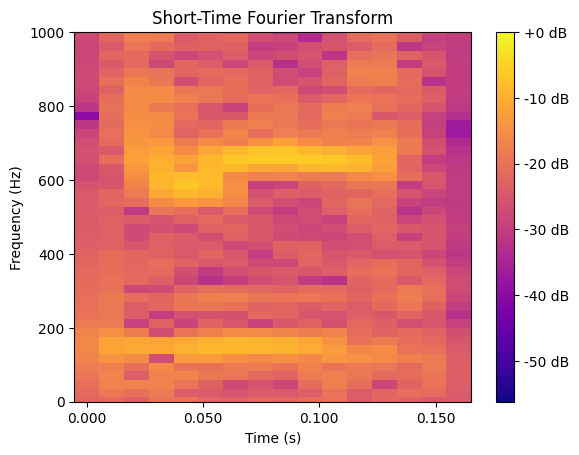 Short-Time Fourier Transform
1000
800
600
400
200
0
Frequency (Hz)
0.000
0.050
0.100
0.150
Time (s)
+0 dB
-10 dB
-20 dB
-30 dB
-40 dB
-50 dB